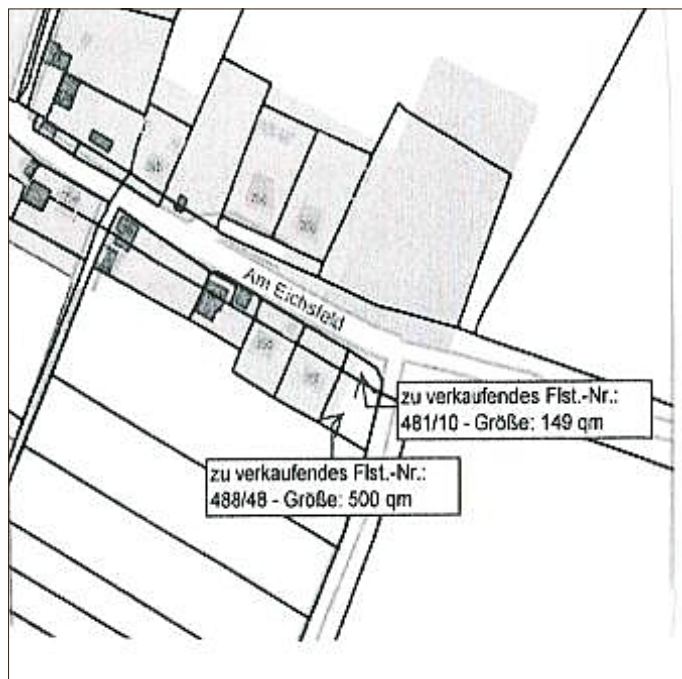 Am Eichsfeld
zu verkaufendes Flst.-Nr.:
481/10 - Größe: 149 qm
zu verkaufendes Flst.-Nr.:
488/48 - Größe: 500 qm